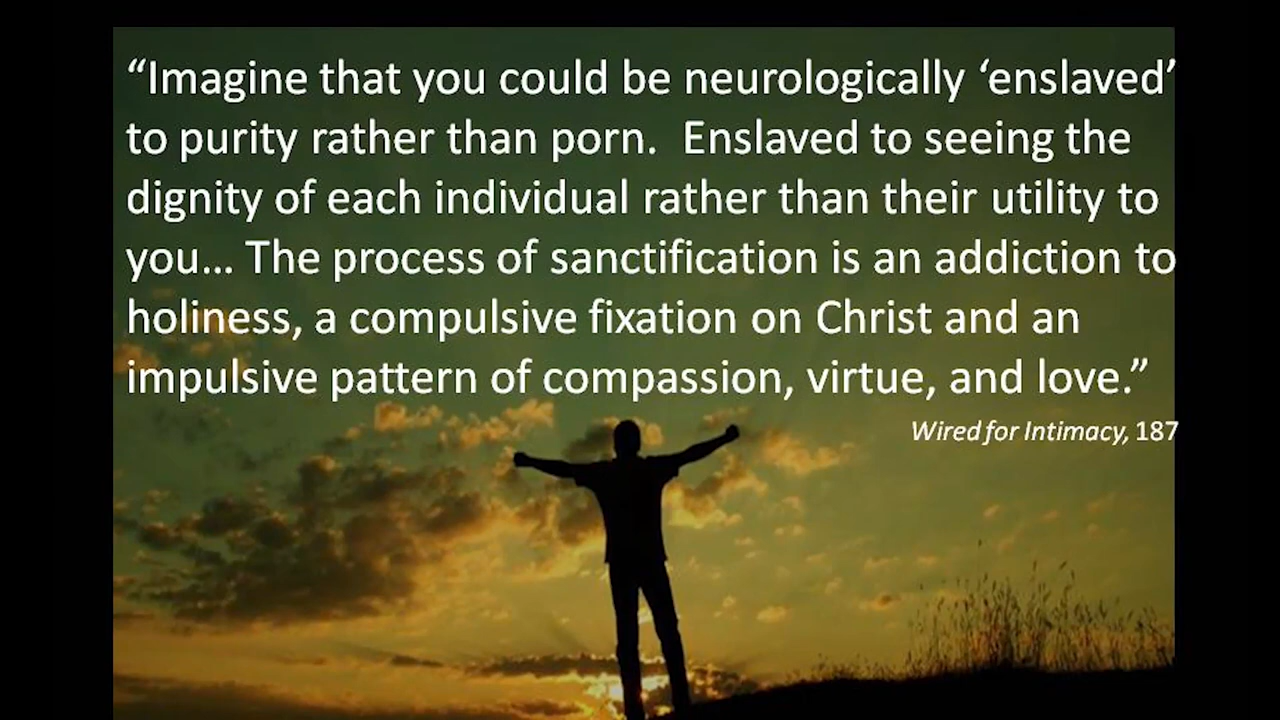 “Imagine that you could be neurologically ‘enslaved’
to purity rather than porn.  Enslaved to seeing the
dignity of each individual rather than their utility to
you… The process of sanctification is an addiction to
holiness, a compulsive fixation on Christ and an
impulsive pattern of compassion, virtue, and love.”
Wired for Intimacy, 187